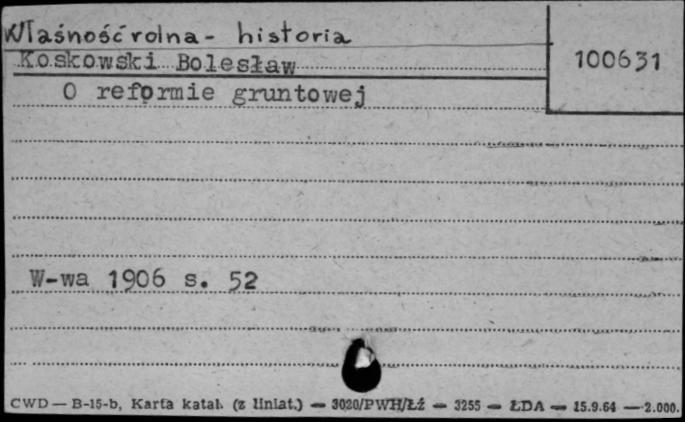 Własność rolna - historia
Koskowski Bolesław
100631
O reformie gruntowej
W-wa 1906 s. 52
CWD — B-15-b, Karta katal. (z liniat.) — 3020/PWH/Łż — 3255 — ŁDA — 15.9.64 — 2.000.